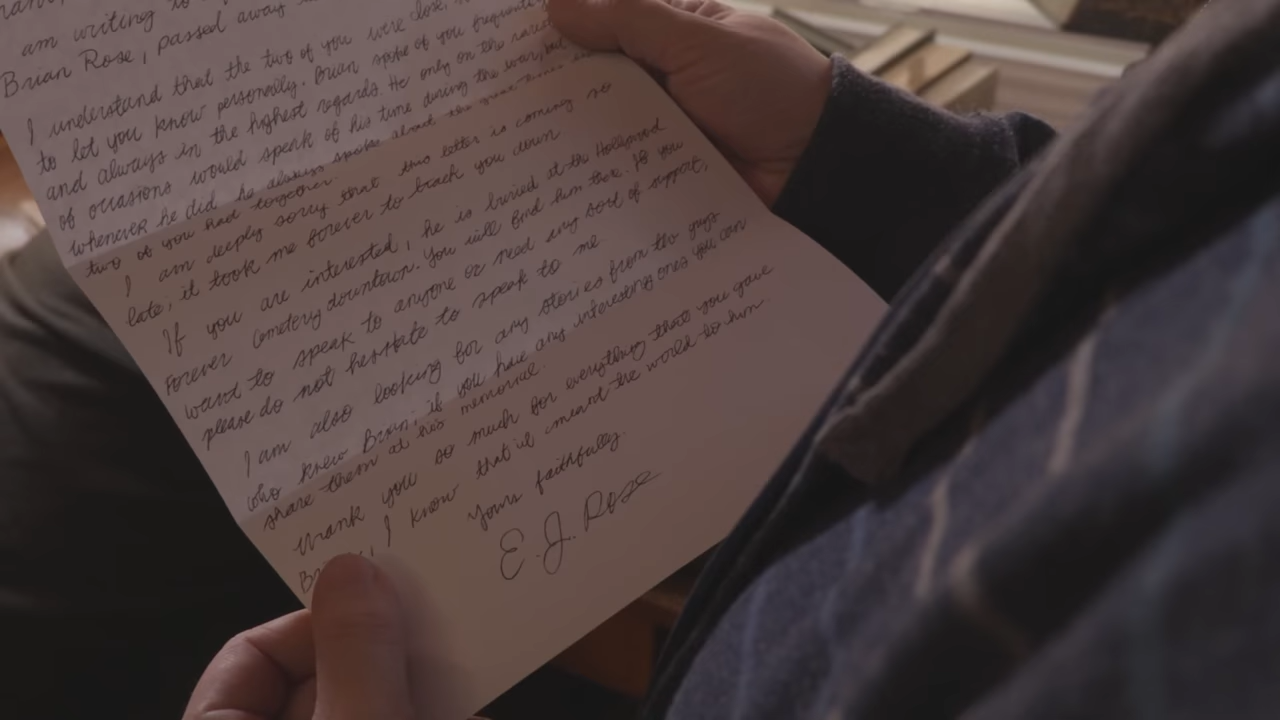 am writing to
Brian Rose, passed away
I understand that the two of you were close,
to let you know personally. Brian spoke of you frequently
and always in the highest regards. He only on the rarest
of occasions would speak of his time during the war, but
whenever he did he always spoke about the great times
two of you had together.
I am deeply sorry that this letter is coming so
late, it took me forever to track you down
If you are interested, he is buried at the Hollywood
Forever Cemetery downtown. You will find him there. If you
want to speak to anyone or need any sort of support,
please do not hesitate to speak to me
I am also looking for any stories from the guys
who knew Brian, if you have any interesting ones you can
share them at his memorial.
Thank you so much for everything that you gave
I know that it meant the world to him
Yours faithfully.
E.J. Rose